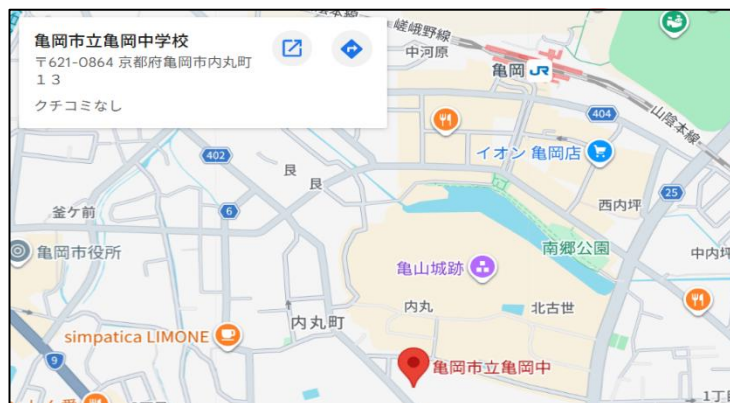 亀岡市立亀岡中学校
〒621-0864 京都府亀岡市内丸町
１３
クチコミなし
嵯峨野線
中河原
亀岡 JR
山陰本線
404
イオン 亀岡店
402
艮
艮
25
西内坪
釜ケ前
6
亀岡市役所
南郷公園
中内坪
亀山城跡
内丸
北古世
内丸町
simpatica LIMONE
9
亀岡市立亀岡中
1丁目